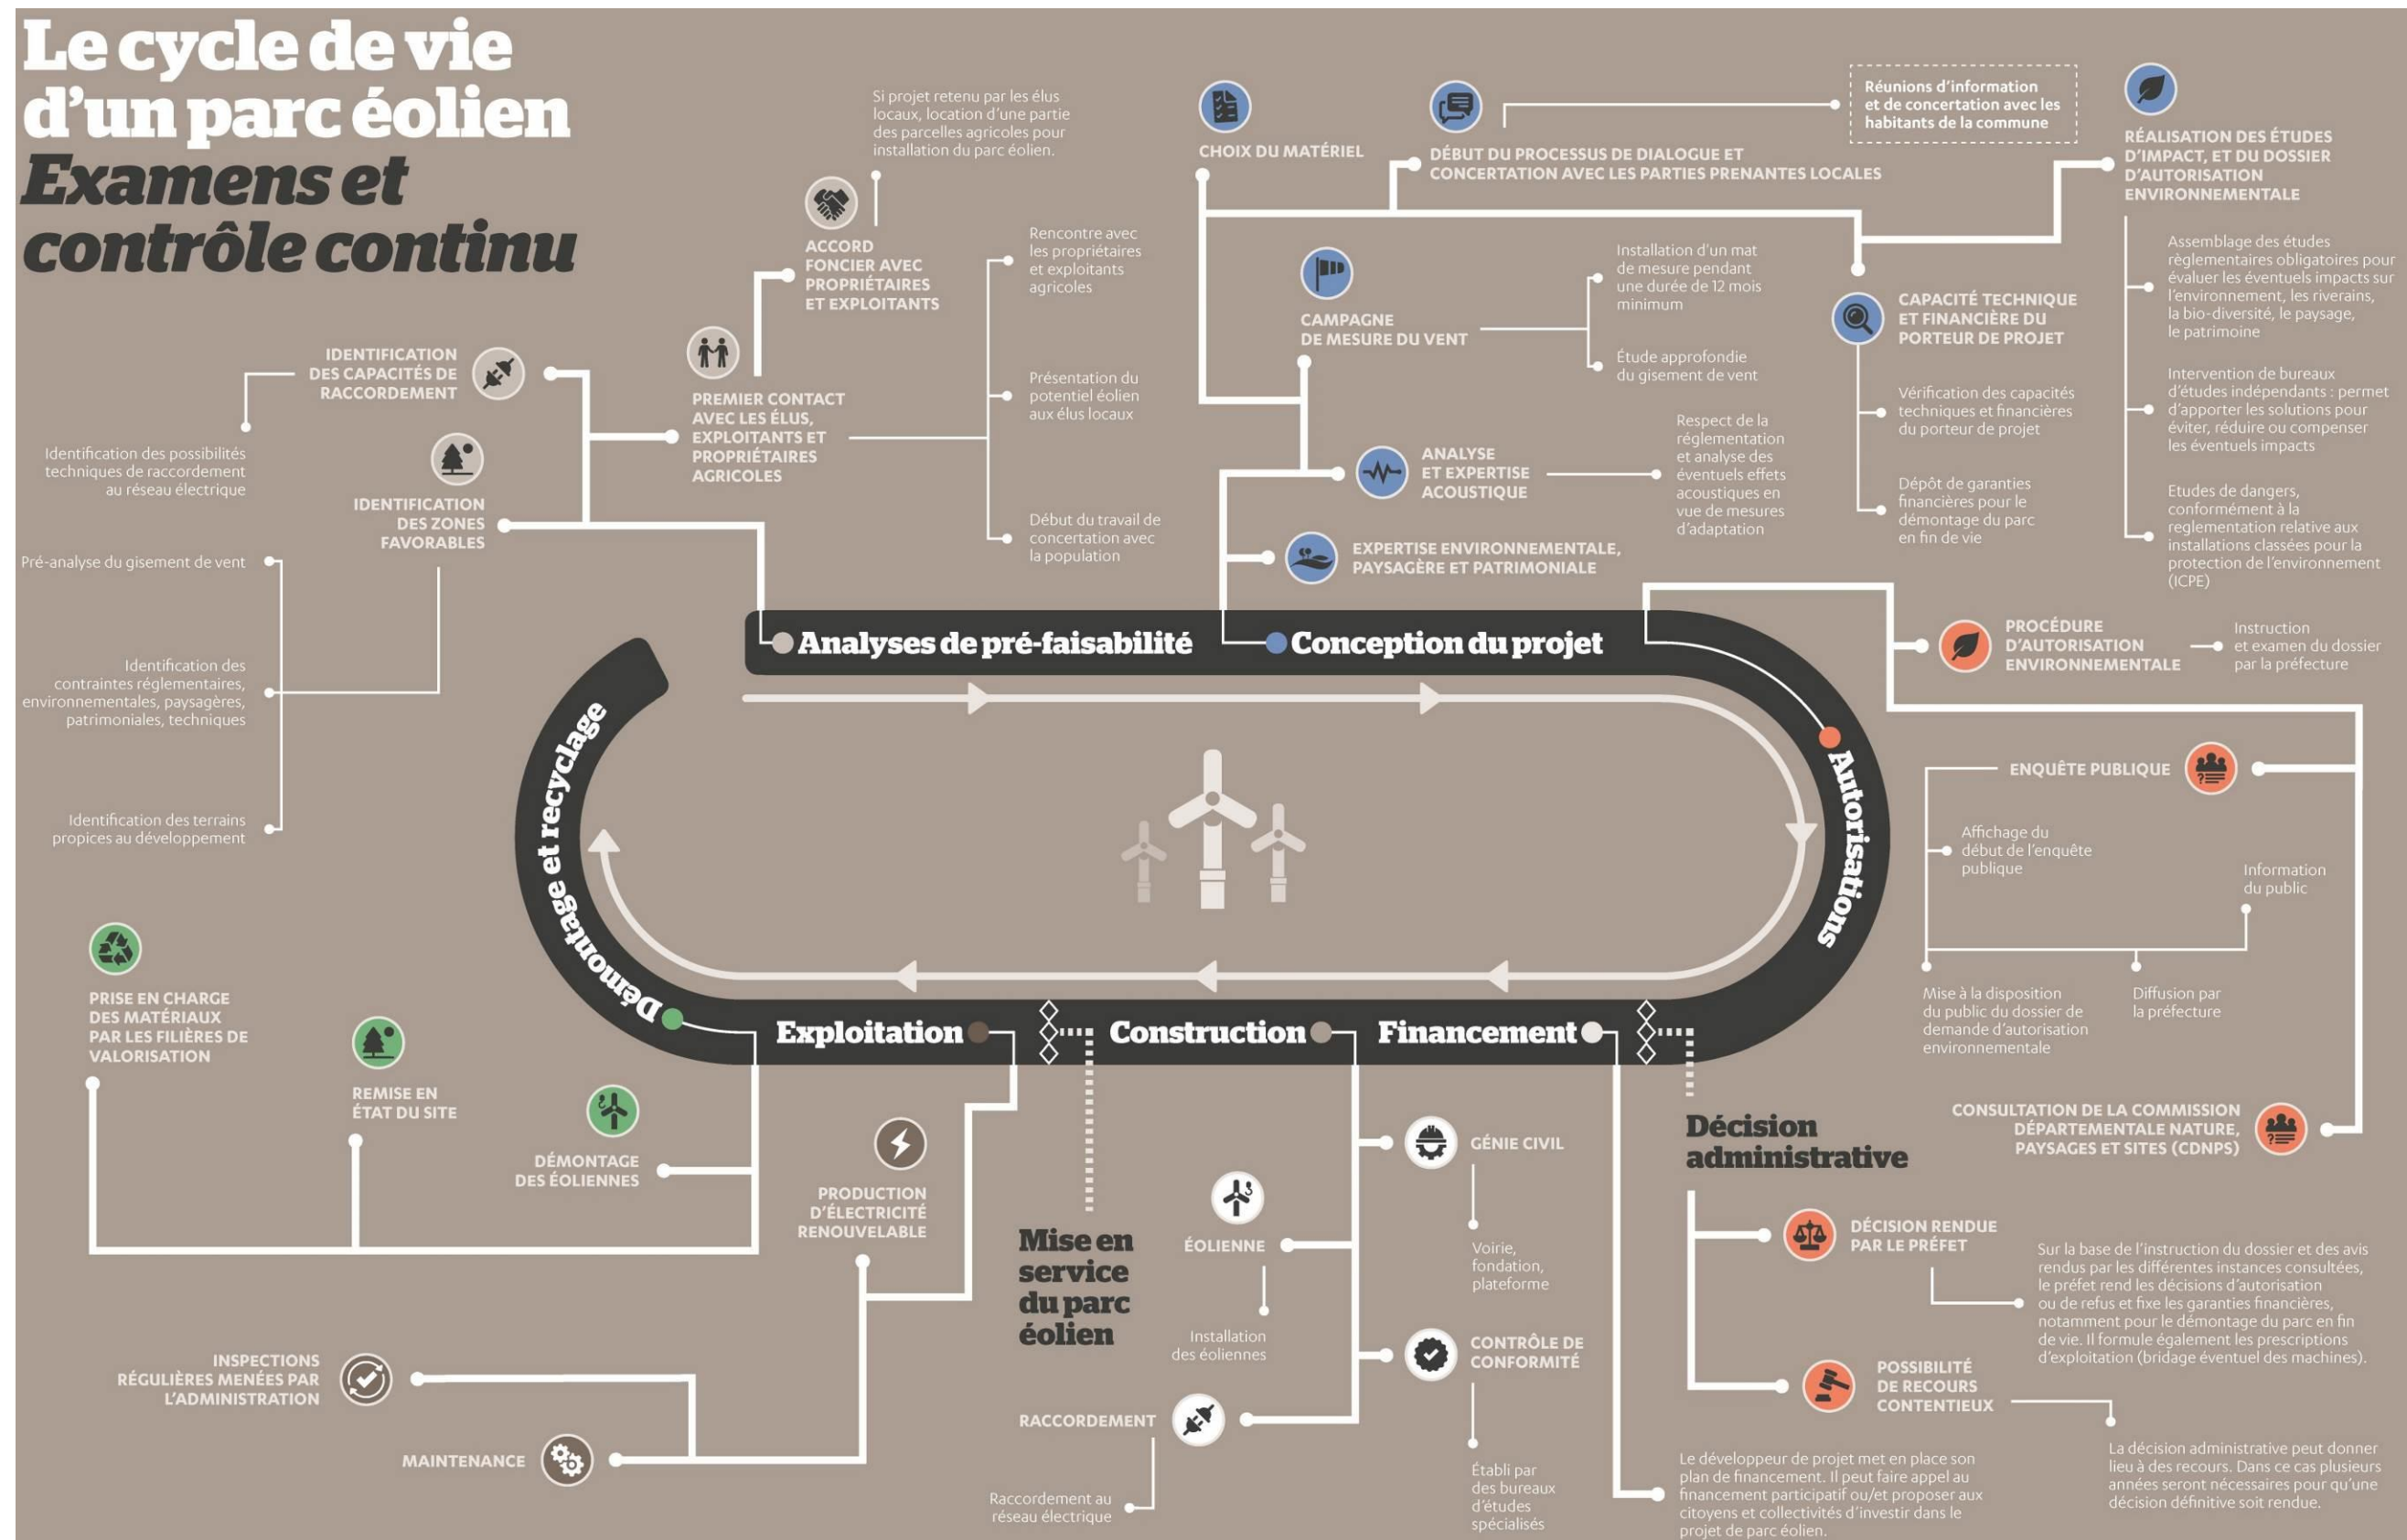 Le cycle de vie
d'un parc éolien
Examens et
contrôle continu
IDENTIFICATION
DES CAPACITÉS DE
RACCORDEMENT
Identification des possibilités
techniques de raccordement
au réseau électrique
IDENTIFICATION
DES ZONES
FAVORABLES
Pré-analyse du gisement de vent
Identification des
contraintes réglementaires,
environnementales, paysagères,
patrimoniales, techniques
Identification des terrains
propices au développement
PREMIER CONTACT
AVEC LES ÉLUS,
EXPLOITANTS ET
PROPRIÉTAIRES
AGRICOLES
Rencontre avec
les propriétaires
et exploitants
agricoles
Présentation du
potentiel éolien
aux élus locaux
Début du travail de
concertation avec
la population
ACCORD
FONCIER AVEC
PROPRIÉTAIRES
ET EXPLOITANTS
Si projet retenu par les élus
locaux, location d'une partie
des parcelles agricoles pour
installation du parc éolien.
CHOIX DU MATÉRIEL
DÉBUT DU PROCESSUS DE DIALOGUE ET
CONCERTATION AVEC LES PARTIES PRENANTES LOCALES
Réunions d'information
et de concertation avec les
habitants de la commune
RÉALISATION DES ÉTUDES
D'IMPACT, ET DU DOSSIER
D'AUTORISATION
ENVIRONNEMENTALE
Assemblage des études
règlementaires obligatoires pour
évaluer les éventuels impacts sur
l'environnement, les riverains,
la bio-diversité, le paysage,
le patrimoine
Intervention de bureaux
d'études indépendants : permet
d'apporter les solutions pour
éviter, réduire ou compenser
les éventuels impacts
Etudes de dangers,
conformément à la
reglementation relative aux
installations classées pour la
protection de l'environnement
(ICPE)
CAMPAGNE
DE MESURE DU VENT
Installation d'un mat
de mesure pendant
une durée de 12 mois
minimum
Étude approfondie
du gisement de vent
CAPACITÉ TECHNIQUE
ET FINANCIÈRE DU
PORTEUR DE PROJET
Vérification des capacités
techniques et financières
du porteur de projet
Dépôt de garanties
financières pour le
démontage du parc
en fin de vie
ANALYSE
ET EXPERTISE
ACOUSTIQUE
Respect de la
réglementation
et analyse des
éventuels effets
acoustiques en
vue de mesures
d'adaptation
EXPERTISE ENVIRONNEMENTALE,
PAYSAGÈRE ET PATRIMONIALE
Analyses de pré-faisabilité
Conception du projet
Autorisations
PROCÉDURE
D'AUTORISATION
ENVIRONNEMENTALE
Instruction
et examen du dossier
par la préfecture
ENQUÊTE PUBLIQUE
Affichage du
début de l'enquête
publique
Information
du public
Mise à la disposition
du public du dossier de
demande d'autorisation
environnementale
Diffusion par
la préfecture
CONSULTATION DE LA COMMISSION
DÉPARTEMENTALE NATURE,
PAYSAGES ET SITES (CDNPS)
Décision
administrative
DÉCISION RENDUE
PAR LE PRÉFET
Sur la base de l'instruction du dossier et des avis
rendus par les différentes instances consultées,
le préfet rend les décisions d'autorisation
ou de refus et fixe les garanties financières,
notamment pour le démontage du parc en fin
de vie. Il formule également les prescriptions
d'exploitation (bridage éventuel des machines).
POSSIBILITÉ
DE RECOURS
CONTENTIEUX
La décision administrative peut donner
lieu à des recours. Dans ce cas plusieurs
années seront nécessaires pour qu'une
décision définitive soit rendue.
Financement
Le développeur de projet met en place son
plan de financement. Il peut faire appel au
financement participatif ou/et proposer aux
citoyens et collectivités d'investir dans le
projet de parc éolien.
Construction
GÉNIE CIVIL
Voirie,
fondation,
plateforme
ÉOLIENNE
Installation
des éoliennes
CONTRÔLE DE
CONFORMITÉ
Établi par
des bureaux
d'études
spécialisés
RACCORDEMENT
Raccordement au
réseau électrique
Mise en
service
du parc
éolien
Exploitation
PRODUCTION
D'ÉLECTRICITÉ
RENOUVELABLE
INSPECTIONS
RÉGULIÈRES MENÉES PAR
L'ADMINISTRATION
MAINTENANCE
Démontage et recyclage
DÉMONTAGE
DES ÉOLIENNES
REMISE EN
ÉTAT DU SITE
PRISE EN CHARGE
DES MATÉRIAUX
PAR LES FILIÈRES DE
VALORISATION